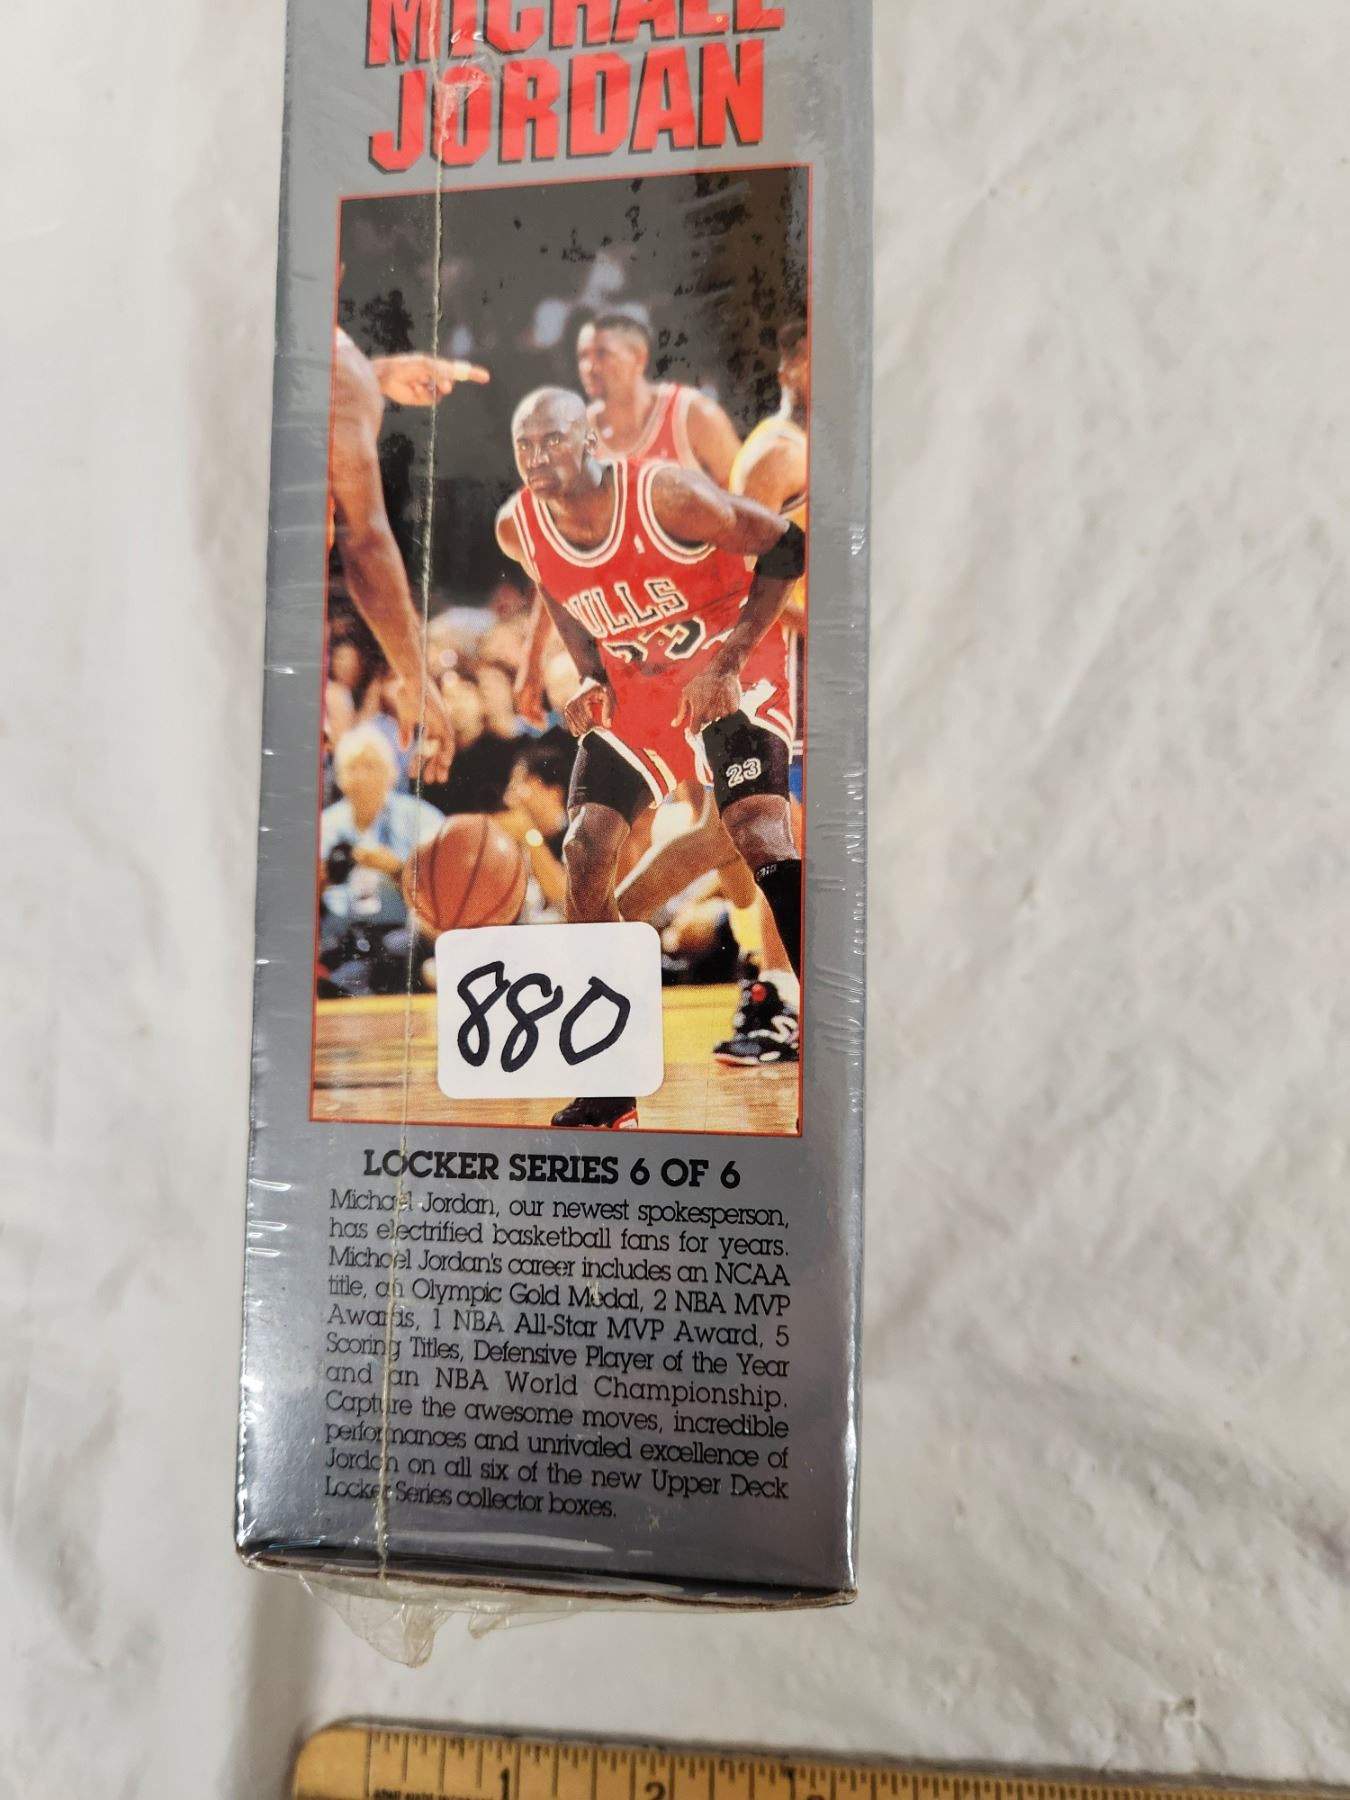 MICHAEL
JORDAN
BULLS
23
23
880
LOCKER SERIES 6 OF 6
Michael Jordan, our newest spokesperson,
has electrified basketball fans for years.
Michael Jordan's career includes an NCAA
title, an Olympic Gold Medal, 2 NBA MVP
Awards, 1 NBA All-Star MVP Award, 5
Scoring Titles, Defensive Player of the Year
and an NBA World Championship.
Capture the awesome moves, incredible
performances and unrivaled excellence of
Jordan on all six of the new Upper Deck
Locker Series collector boxes.
1 2